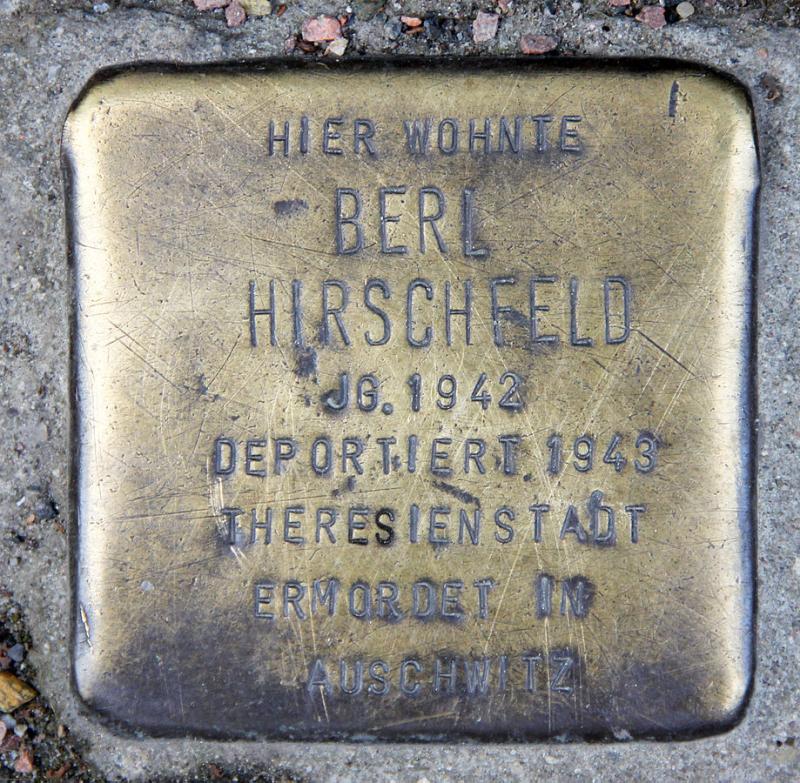 HIER WOHNTE
BERL
HIRSCHFELD
JG. 1942
DEPORTIERT 1943
THERESIENSTADT
ERMORDET IN
AUSCHWITZ